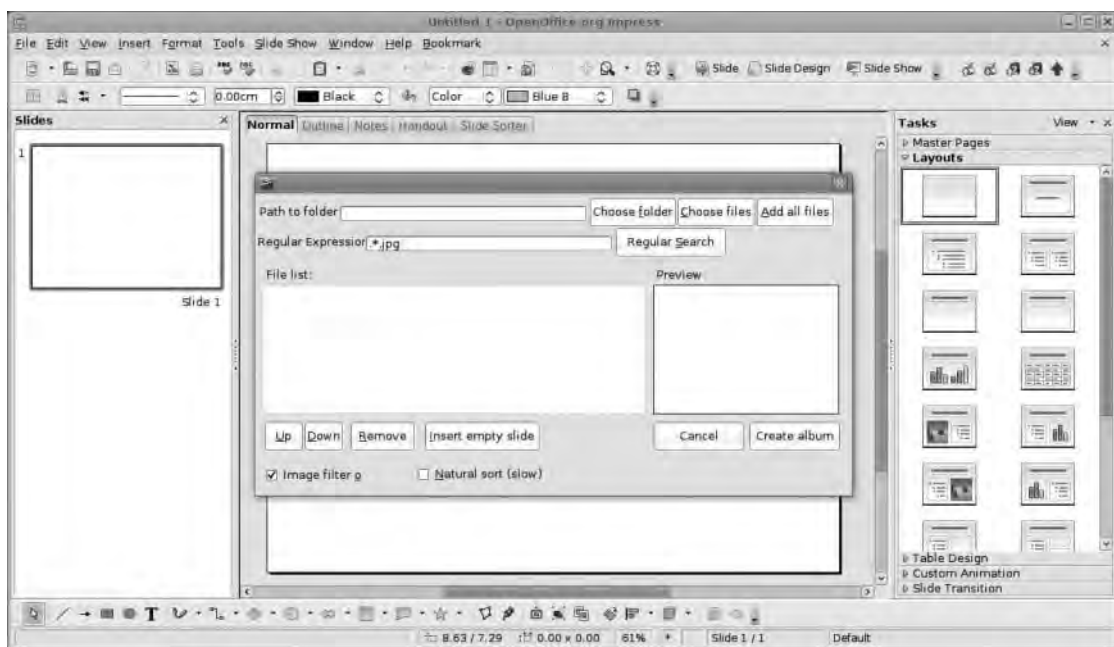 Untitled 1 - OpenOffice.org Impress
File Edit View Insert Format Tools Slide Show Window Help Bookmark
Slide Slide Design Slide Show
0.00cm Black Color Blue 8
Slides
1
Slide 1
Normal Outline Notes Handout Slide Sorter
Tasks View
Master Pages
Layouts
Path to folder Choose folder Choose files Add all files
Regular Expression .*.jpg Regular Search
File list: Preview
Up Down Remove Insert empty slide Cancel Create album
Image filter o Natural sort (slow)
Table Design
Custom Animation
Slide Transition
8.63 / 7.29 0.00 x 0.00 61% * Slide 1 / 1 Default